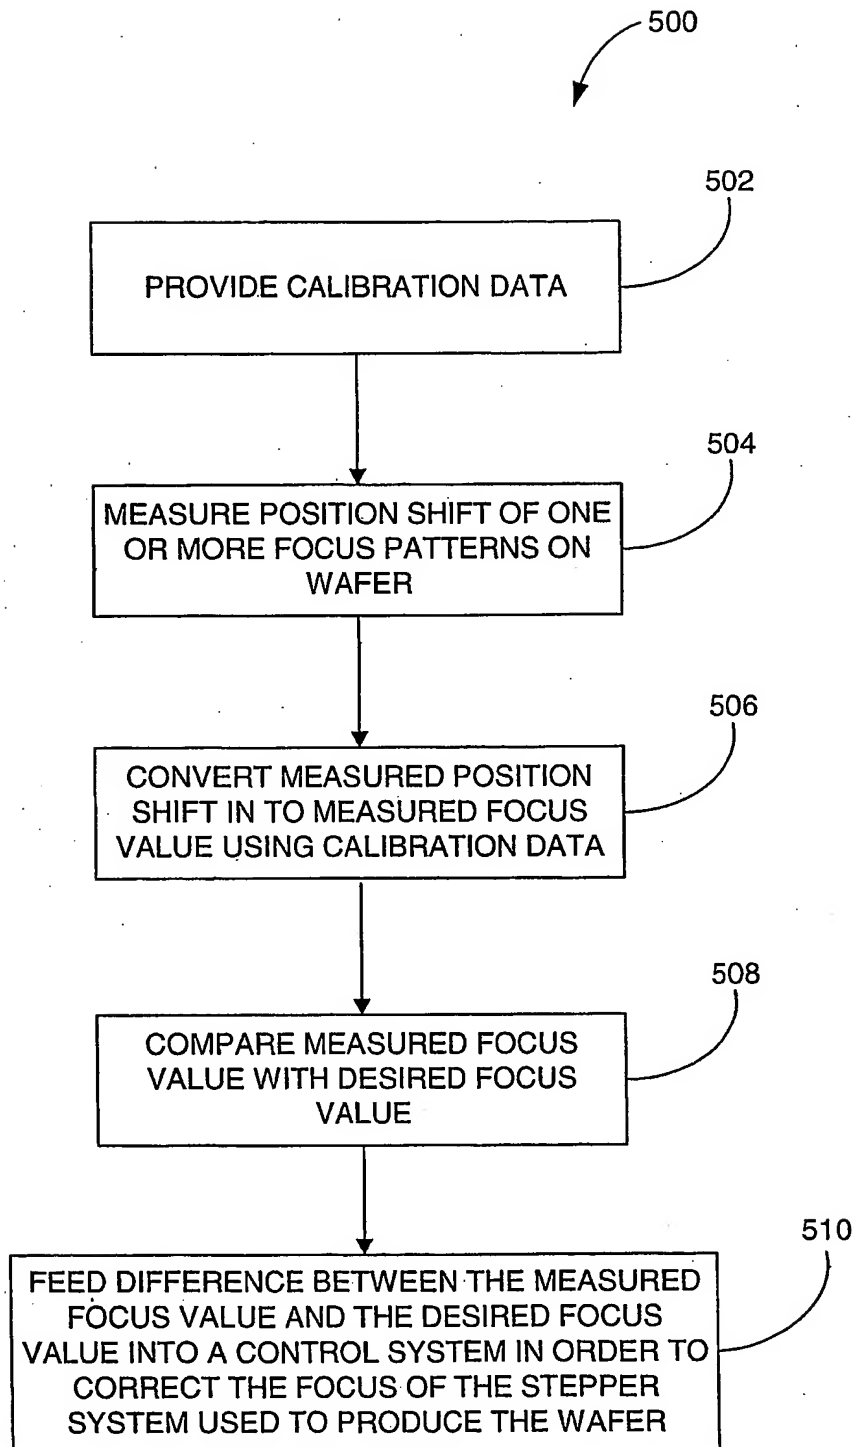 500
502
PROVIDE CALIBRATION DATA
504
MEASURE POSITION SHIFT OF ONE
OR MORE FOCUS PATTERNS ON
WAFER
506
CONVERT MEASURED POSITION
SHIFT IN TO MEASURED FOCUS
VALUE USING CALIBRATION DATA
508
COMPARE MEASURED FOCUS
VALUE WITH DESIRED FOCUS
VALUE
510
FEED DIFFERENCE BETWEEN THE MEASURED
FOCUS VALUE AND THE DESIRED FOCUS
VALUE INTO A CONTROL SYSTEM IN ORDER TO
CORRECT THE FOCUS OF THE STEPPER
SYSTEM USED TO PRODUCE THE WAFER